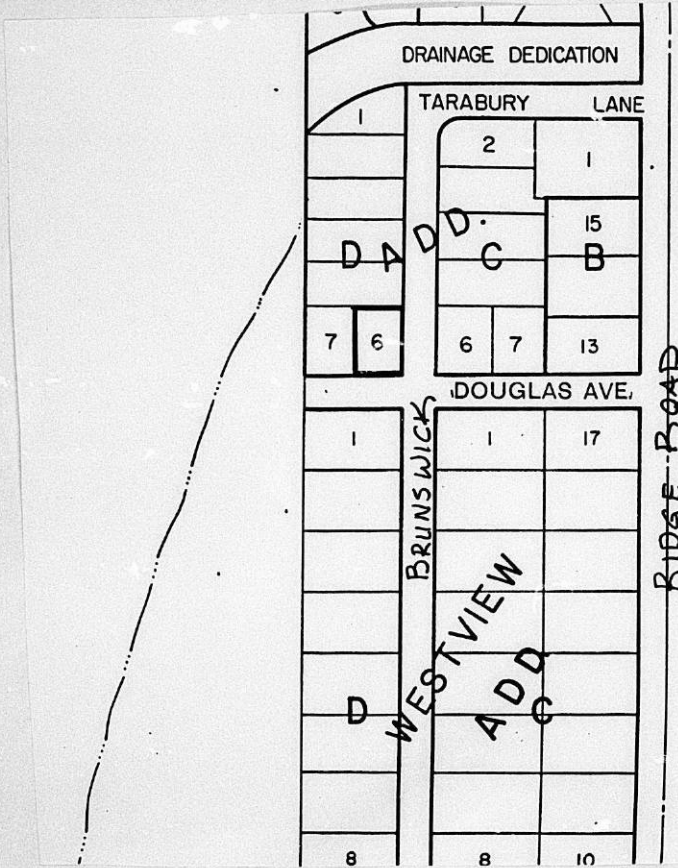 DRAINAGE DEDICATION
TARABURY LANE
1
2
1
15
D ADD. C B
7 6 6 7 13
DOUGLAS AVE.
1 1 17
BRUNSWICK
RIDGE ROAD
WESTVIEW
ADD
D C
8 8 10